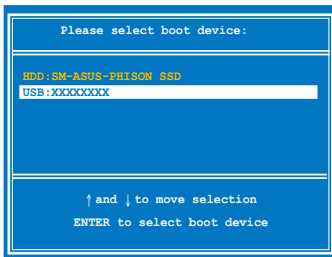 Please select boot device:
HDD:SM-ASUS-PHISON SSD
USB:XXXXXXXX
↑ and ↓ to move selection
ENTER to select boot device